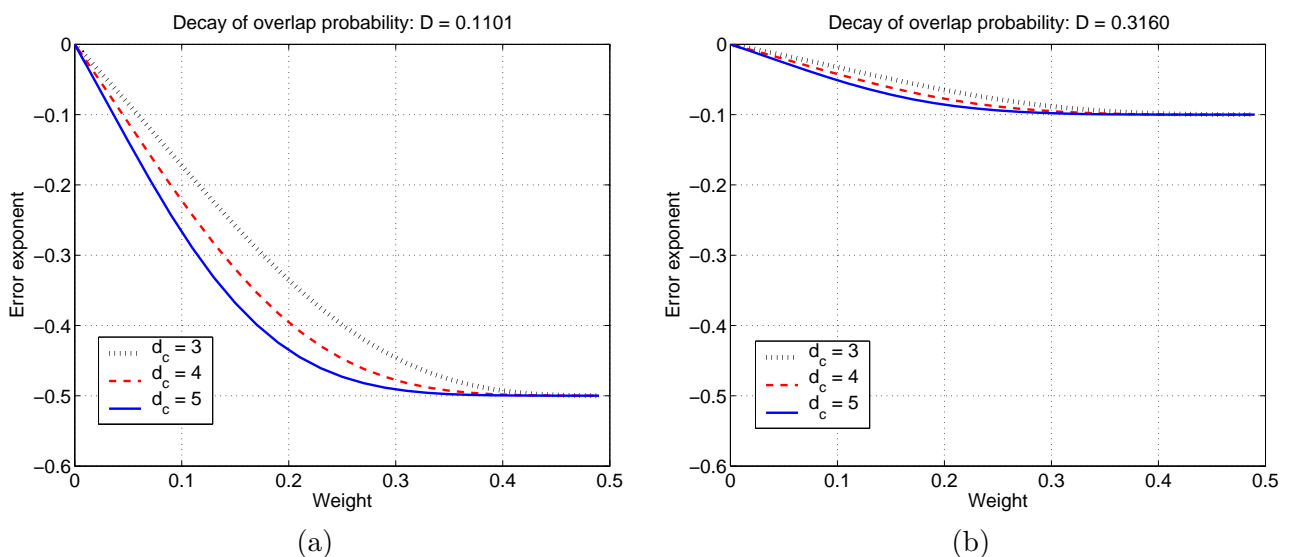 Decay of overlap probability: D = 0.1101
0
−0.1
−0.2
−0.3
−0.4
−0.5
−0.6
Error exponent
d_c = 3
d_c = 4
d_c = 5
0
0.1
0.2
0.3
0.4
0.5
Weight
(a)
Decay of overlap probability: D = 0.3160
0
−0.1
−0.2
−0.3
−0.4
−0.5
−0.6
Error exponent
d_c = 3
d_c = 4
d_c = 5
0
0.1
0.2
0.3
0.4
0.5
Weight
(b)